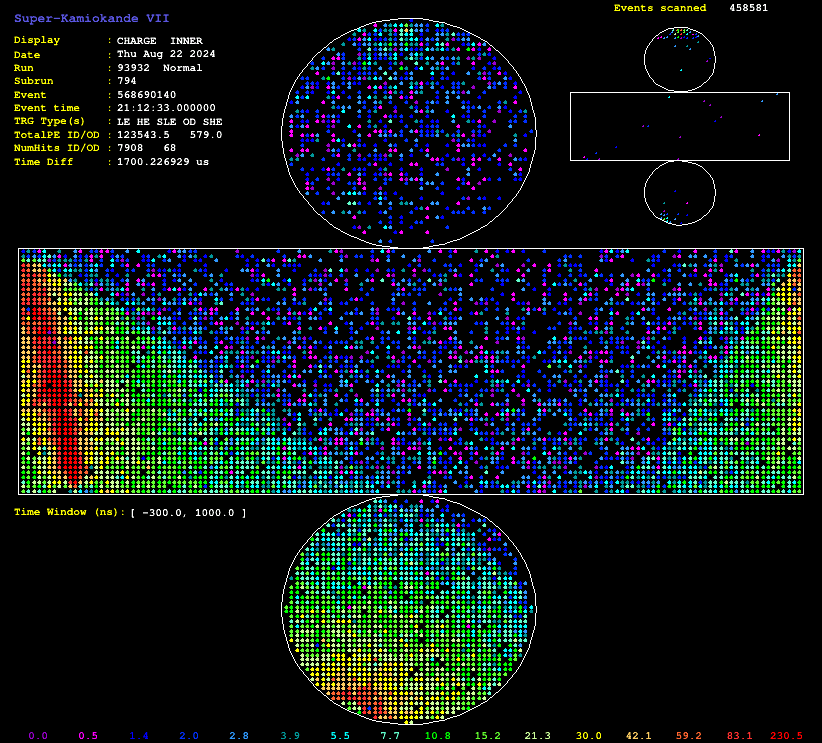 Super-Kamiokande VII
Events scanned 458581
Display : CHARGE INNER
Date : Thu Aug 22 2024
Run : 93932 Normal
Subrun : 794
Event : 568690140
Event time : 21:12:33.000000
TRG Type(s) : LE HE SLE OD SHE
TotalPE ID/OD : 123543.5 579.0
NumHits ID/OD : 7908 68
Time Diff : 1700.226929 us
Time Window (ns): [ -300.0, 1000.0 ]
0.0 0.5 1.4 2.0 2.8 3.9 5.5 7.7 10.8 15.2 21.3 30.0 42.1 59.2 83.1 230.5